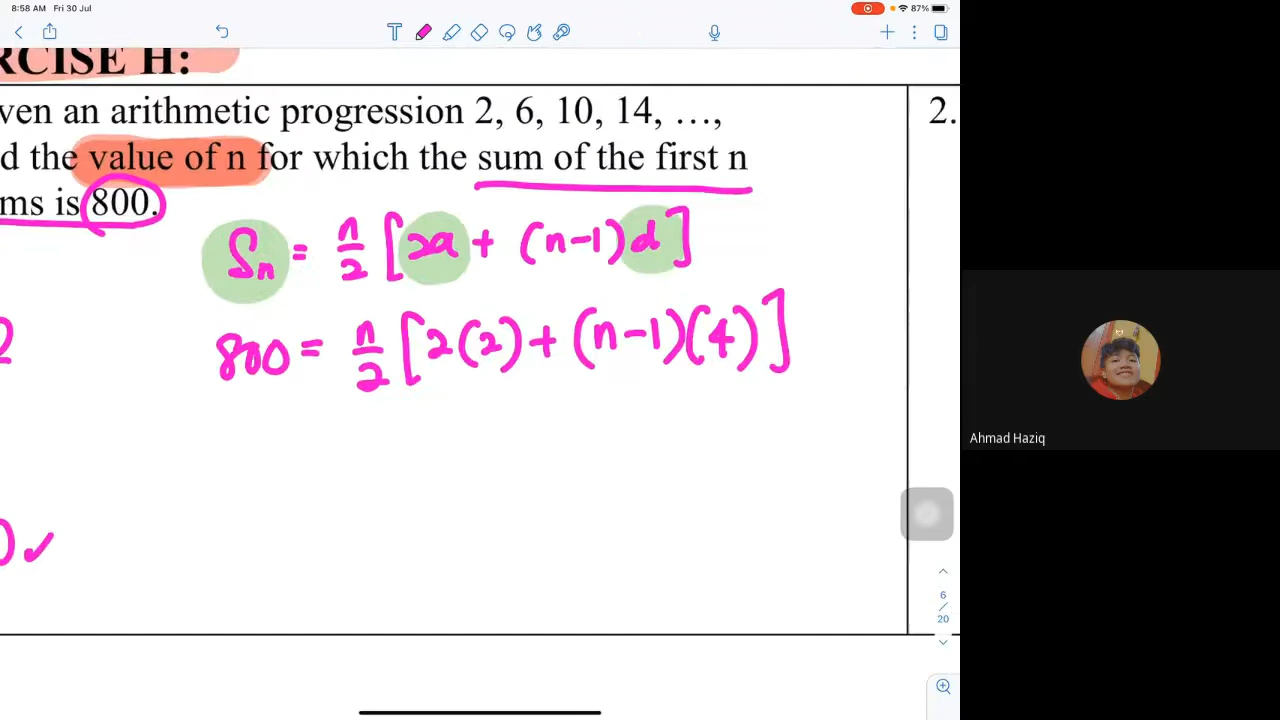 8:58 AM Fri 30 Jul
87%
RCISE H:
ven an arithmetic progression 2, 6, 10, 14, …,
d the value of n for which the sum of the first n
ms is 800.
2.
Sn = n/2 [2a + (n-1)d]
800 = n/2 [2(2) + (n-1)(4)]
Ahmad Haziq
6
/
20